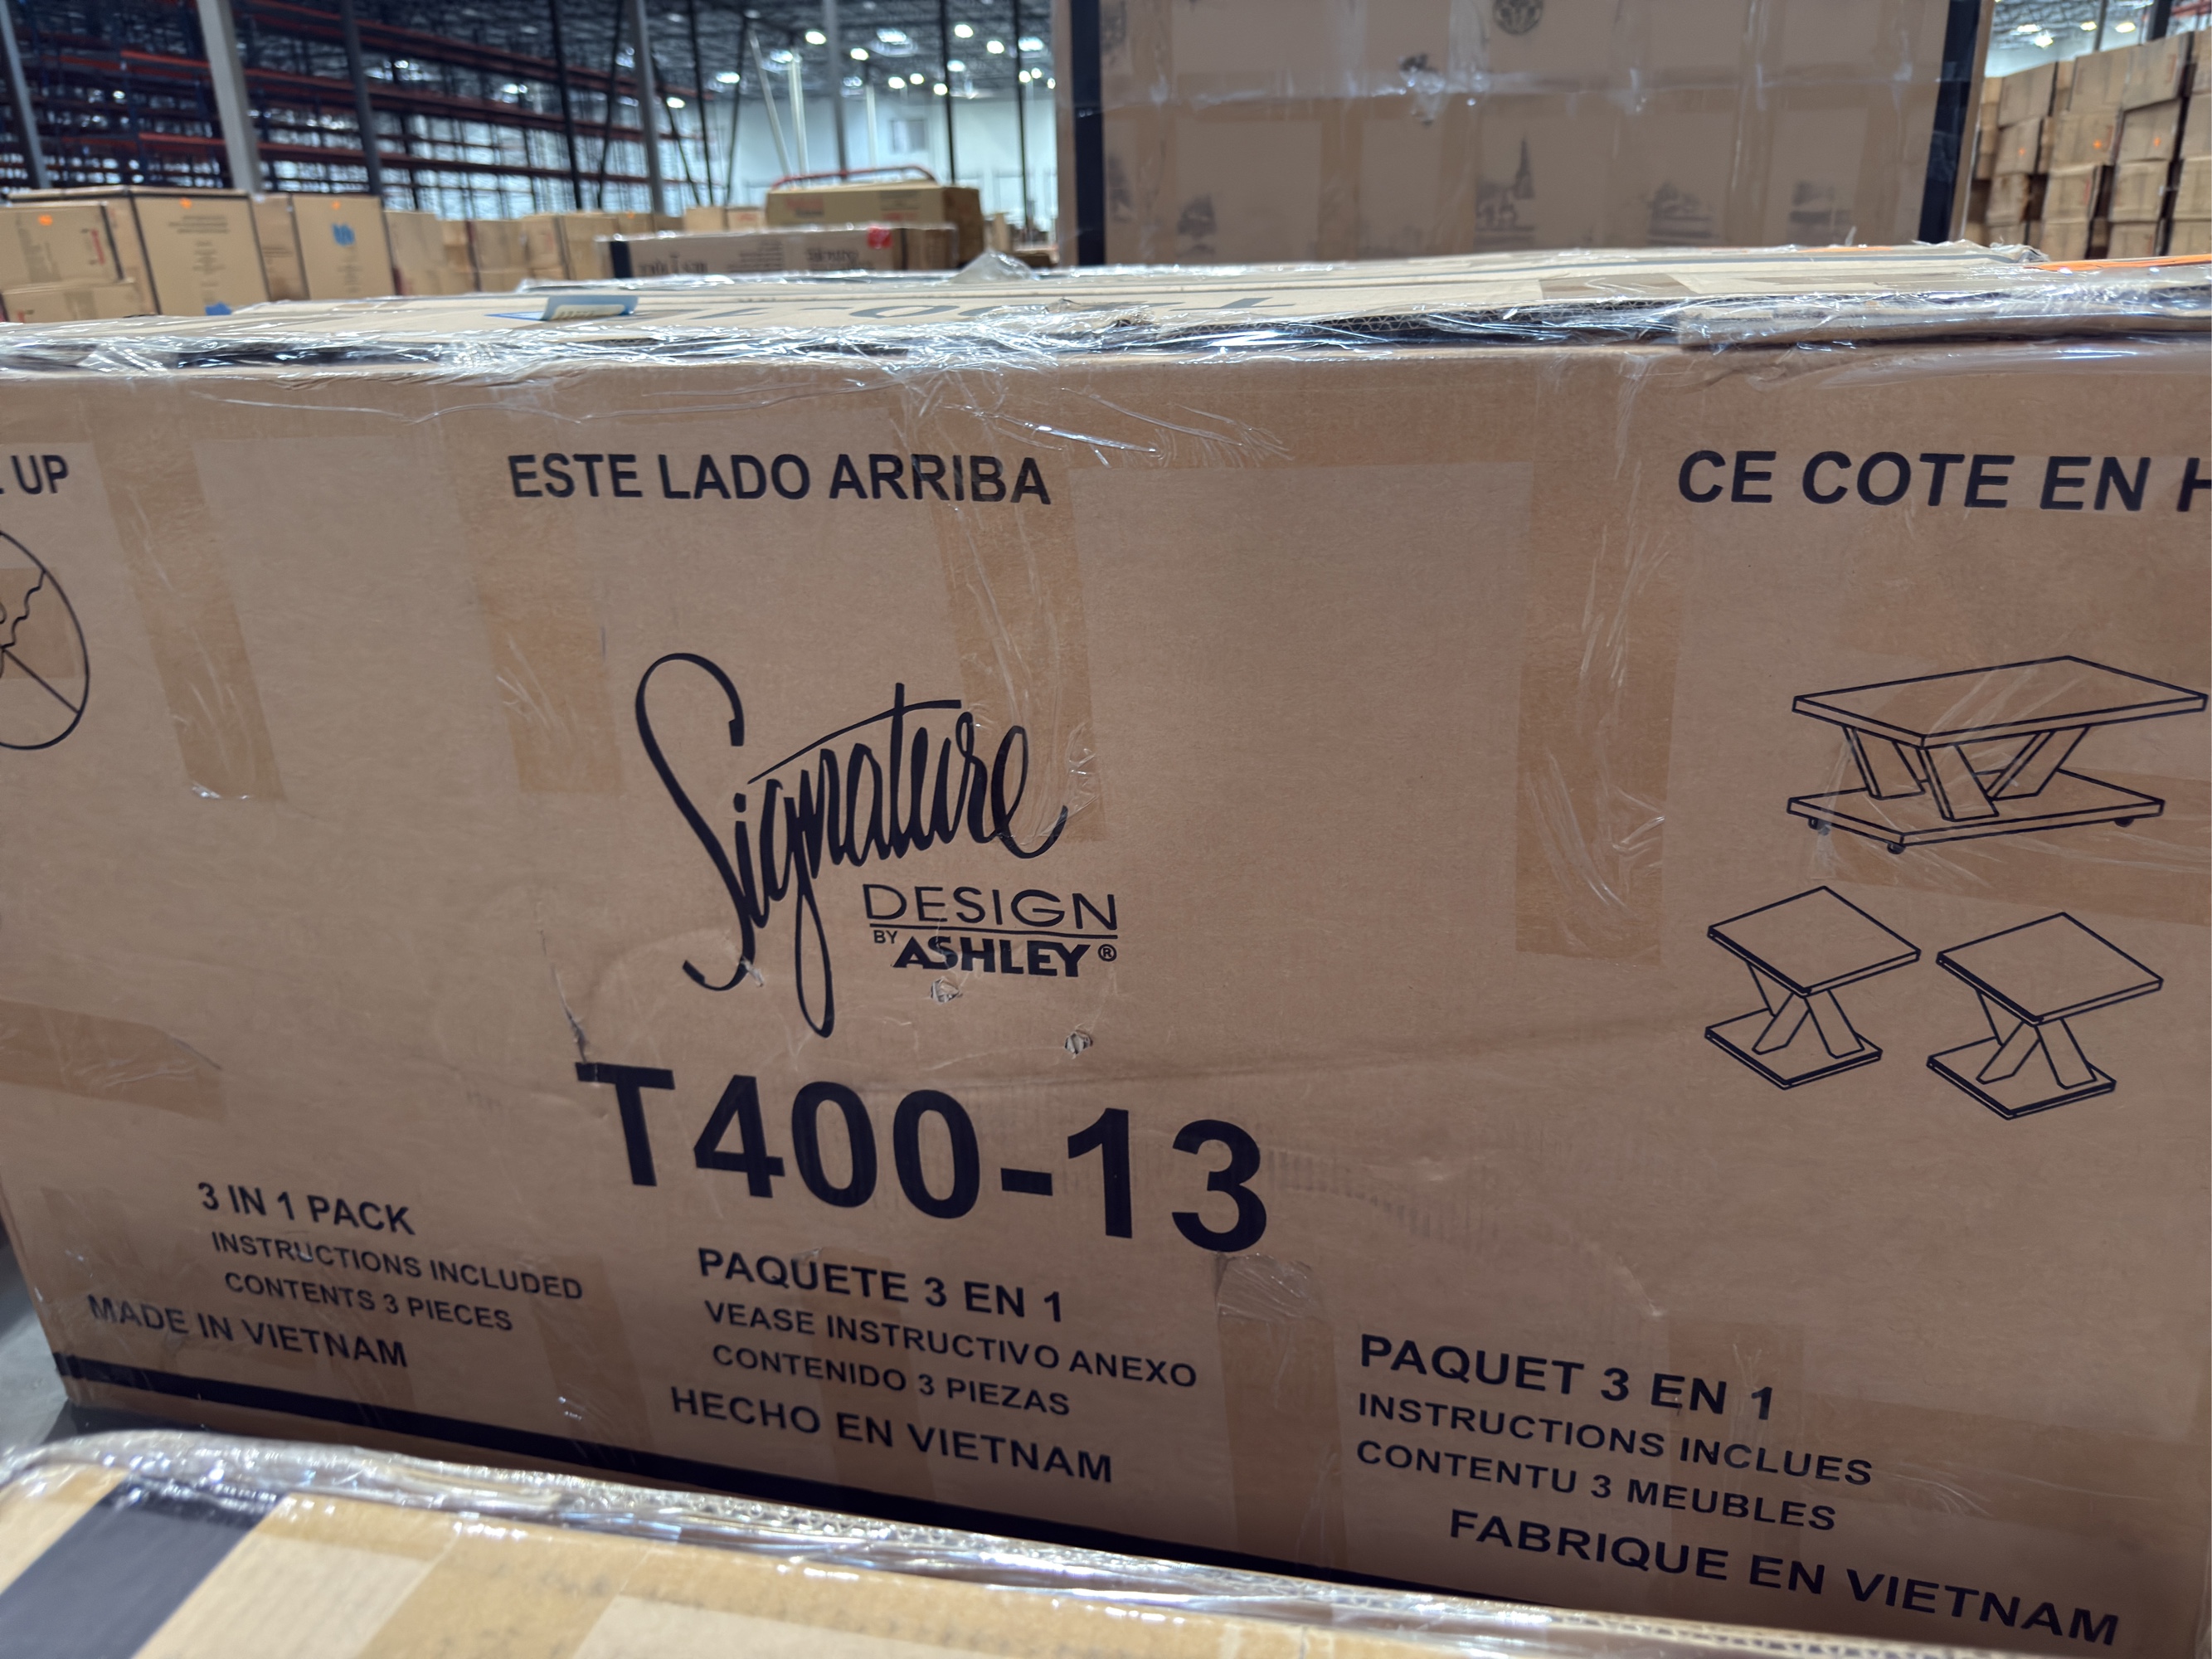 UP
ESTE LADO ARRIBA
CE COTE EN
Signature
DESIGN
BY ASHLEY®
T400-13
3 IN 1 PACK
INSTRUCTIONS INCLUDED
CONTENTS 3 PIECES
MADE IN VIETNAM
PAQUETE 3 EN 1
VEASE INSTRUCTIVO ANEXO
CONTENIDO 3 PIEZAS
HECHO EN VIETNAM
PAQUET 3 EN 1
INSTRUCTIONS INCLUES
CONTENTU 3 MEUBLES
FABRIQUE EN VIETNAM